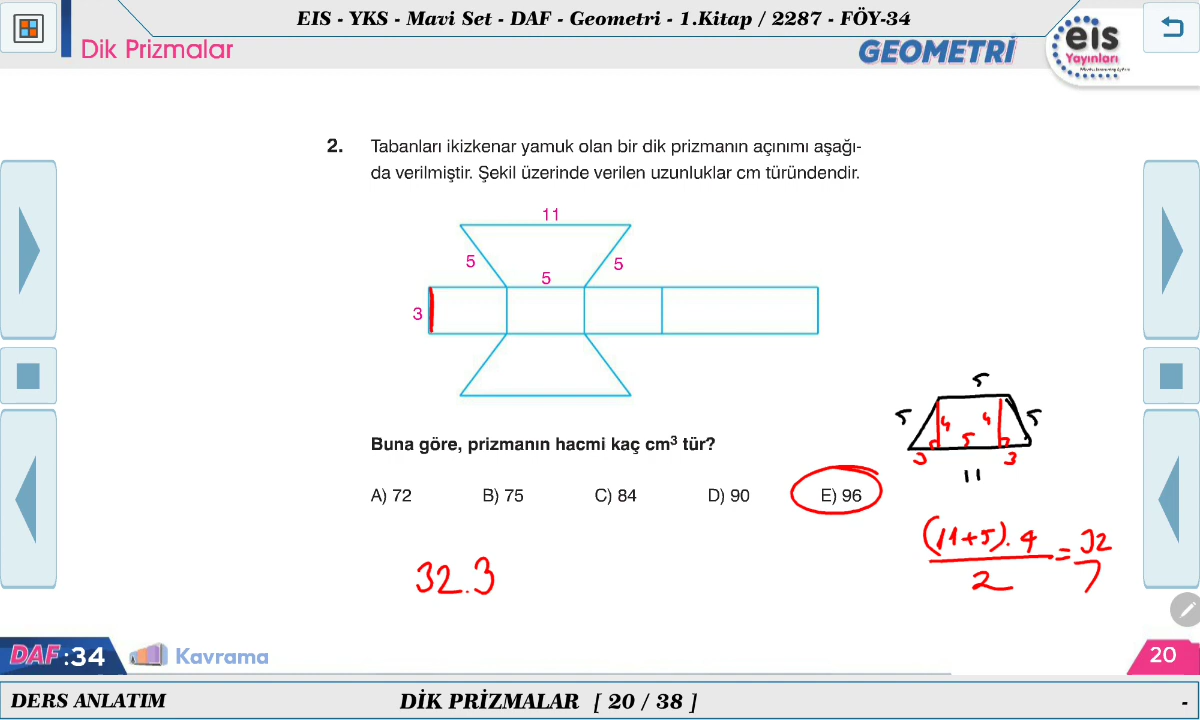 EIS - YKS - Mavi Set - DAF - Geometri - 1.Kitap / 2287 - FÖY-34
Dik Prizmalar
GEOMETRİ
eis
Yayınları
2. Tabanları ikizkenar yamuk olan bir dik prizmanın açınımı aşağı-
da verilmiştir. Şekil üzerinde verilen uzunluklar cm türündendir.
11
5
5
5
3
5
5
5
4
4
5
3
3
11
Buna göre, prizmanın hacmi kaç cm³ tür?
A) 72 B) 75 C) 84 D) 90 E) 96
(11+5).4
2
=32
32.3
DAF:34
Kavrama
20
DERS ANLATIM
DİK PRİZMALAR [ 20 / 38 ]
-